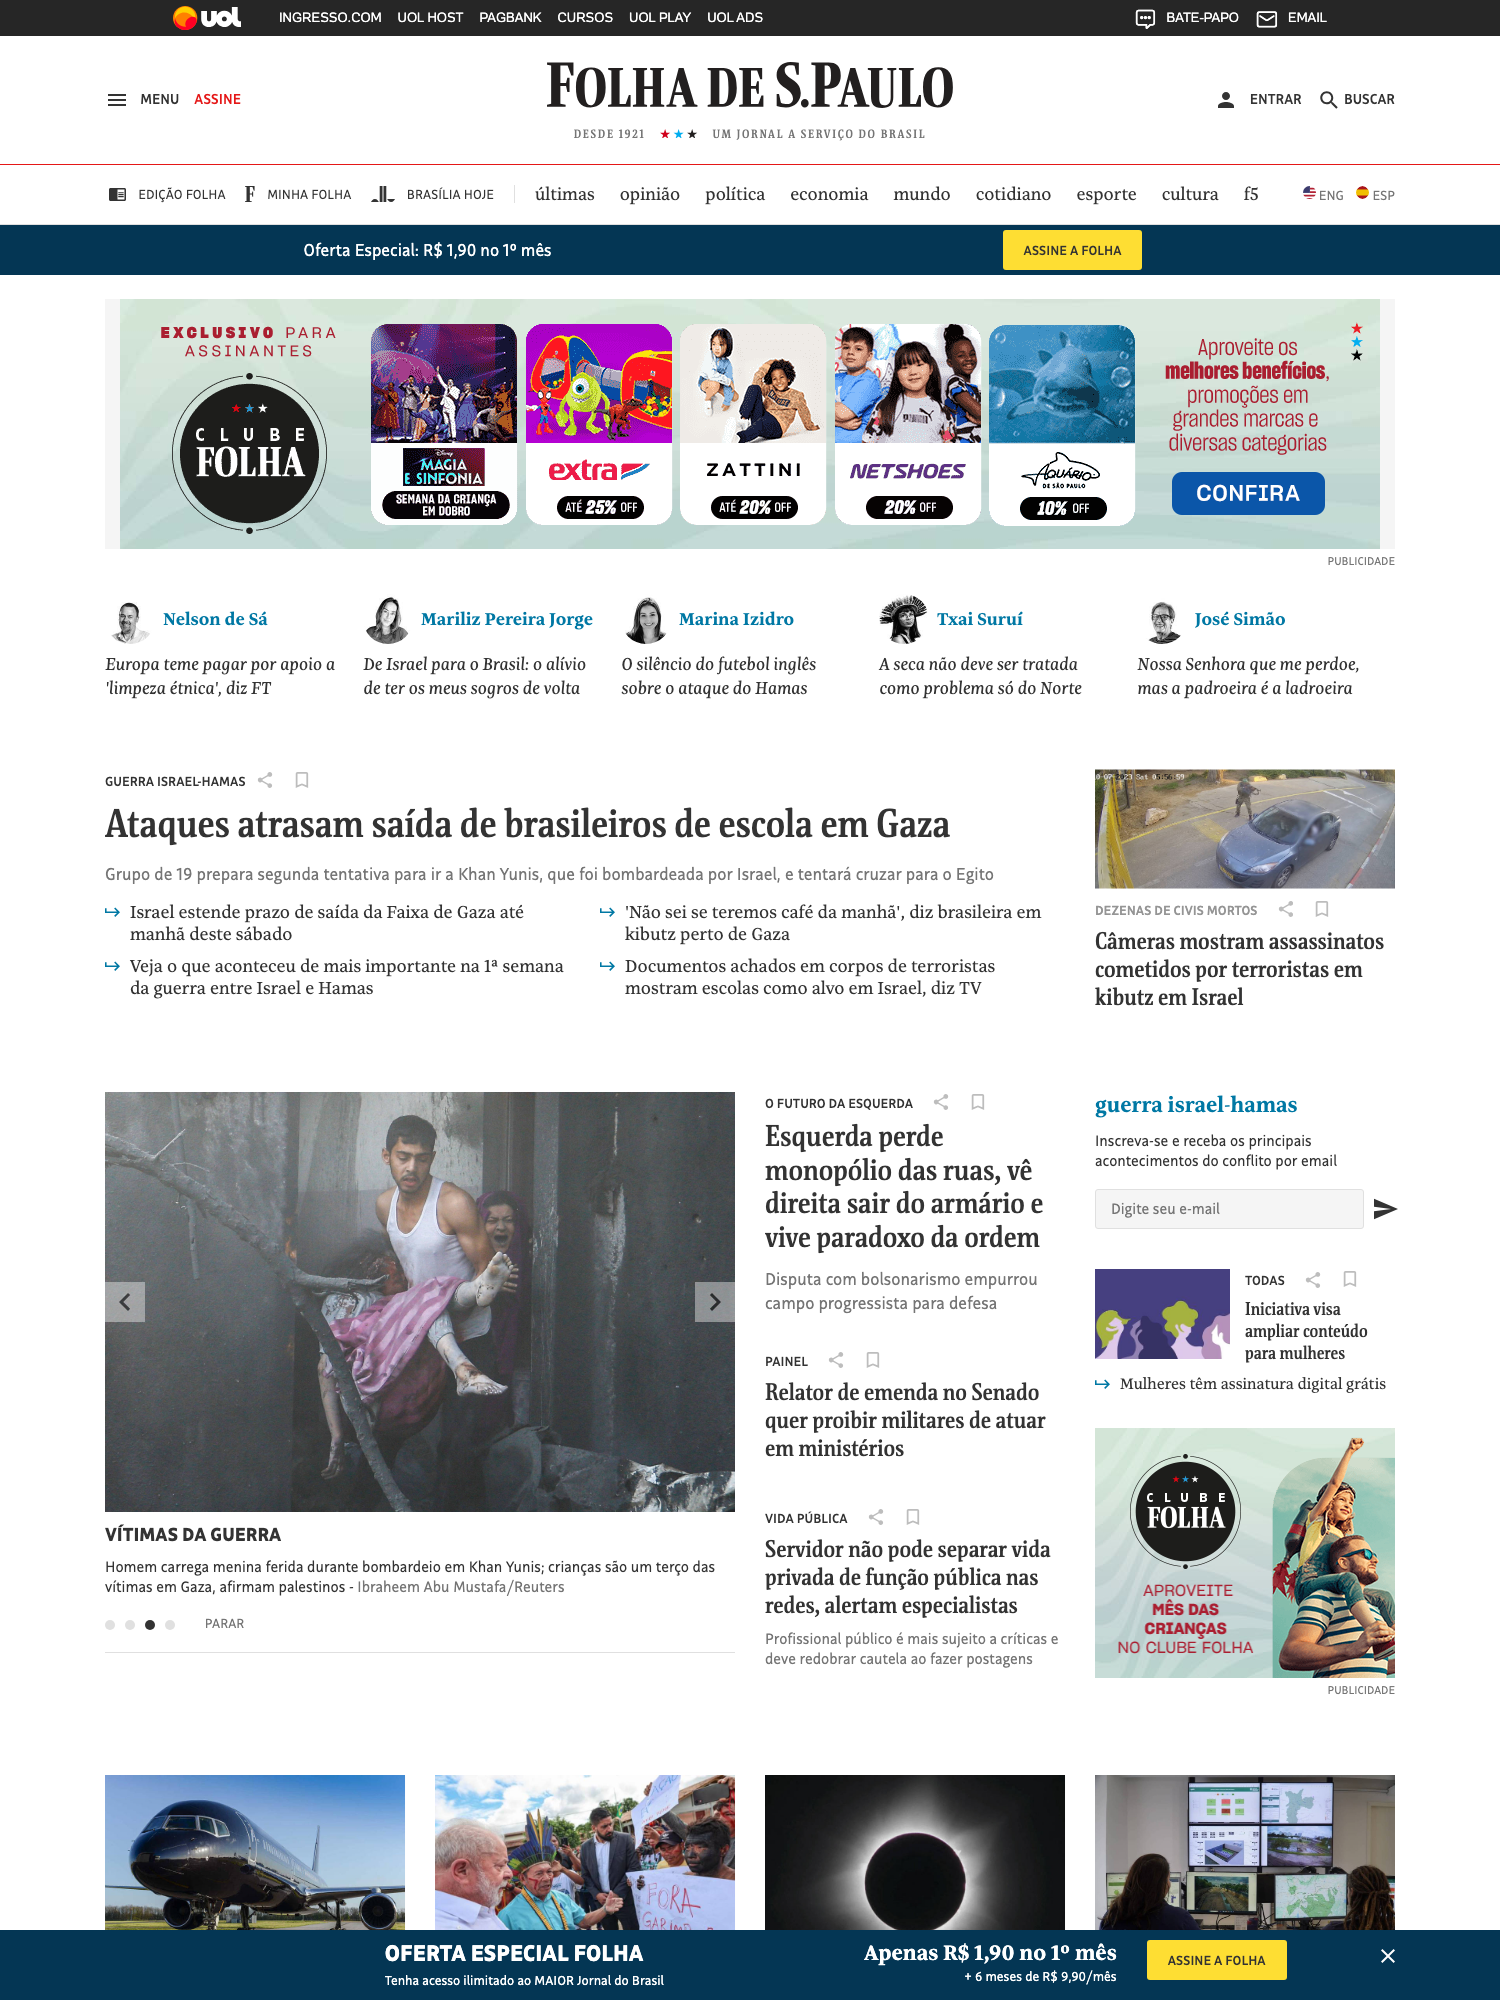 uol INGRESSO.COM UOL HOST PAGBANK CURSOS UOL PLAY UOL ADS BATE-PAPO EMAIL
MENU ASSINE
FOLHA DE S.PAULO
ENTRAR BUSCAR
DESDE 1921 ★★★ UM JORNAL A SERVIÇO DO BRASIL
EDIÇÃO FOLHA F MINHA FOLHA BRASÍLIA HOJE últimas opinião política economia mundo cotidiano esporte cultura f5 ENG ESP
Oferta Especial: R$ 1,90 no 1º mês ASSINE A FOLHA
EXCLUSIVO PARA
ASSINANTES
CLUBE
FOLHA
Disney
MAGIA
E SINFONIA
SEMANA DA CRIANÇA
EM DOBRO
extra
ATÉ 25% OFF
ZATTINI
ATÉ 20% OFF
NETSHOES
20% OFF
AQUÁRIO
DE SÃO PAULO
10% OFF
Aproveite os
melhores benefícios,
promoções em
grandes marcas e
diversas categorias
CONFIRA
PUBLICIDADE
Nelson de Sá
Europa teme pagar por apoio a
'limpeza étnica', diz FT
Mariliz Pereira Jorge
De Israel para o Brasil: o alívio
de ter os meus sogros de volta
Marina Izidro
O silêncio do futebol inglês
sobre o ataque do Hamas
Txai Suruí
A seca não deve ser tratada
como problema só do Norte
José Simão
Nossa Senhora que me perdoe,
mas a padroeira é a ladroeira
GUERRA ISRAEL-HAMAS
Ataques atrasam saída de brasileiros de escola em Gaza
Grupo de 19 prepara segunda tentativa para ir a Khan Yunis, que foi bombardeada por Israel, e tentará cruzar para o Egito
Israel estende prazo de saída da Faixa de Gaza até
manhã deste sábado
Veja o que aconteceu de mais importante na 1ª semana
da guerra entre Israel e Hamas
'Não sei se teremos café da manhã', diz brasileira em
kibutz perto de Gaza
Documentos achados em corpos de terroristas
mostram escolas como alvo em Israel, diz TV
DEZENAS DE CIVIS MORTOS
Câmeras mostram assassinatos
cometidos por terroristas em
kibutz em Israel
VÍTIMAS DA GUERRA
Homem carrega menina ferida durante bombardeio em Khan Yunis; crianças são um terço das
vítimas em Gaza, afirmam palestinos - Ibraheem Abu Mustafa/Reuters
PARAR
O FUTURO DA ESQUERDA
Esquerda perde
monopólio das ruas, vê
direita sair do armário e
vive paradoxo da ordem
Disputa com bolsonarismo empurrou
campo progressista para defesa
PAINEL
Relator de emenda no Senado
quer proibir militares de atuar
em ministérios
VIDA PÚBLICA
Servidor não pode separar vida
privada de função pública nas
redes, alertam especialistas
Profissional público é mais sujeito a críticas e
deve redobrar cautela ao fazer postagens
guerra israel-hamas
Inscreva-se e receba os principais
acontecimentos do conflito por email
Digite seu e-mail
TODAS
Iniciativa visa
ampliar conteúdo
para mulheres
Mulheres têm assinatura digital grátis
CLUBE
FOLHA
APROVEITE
MÊS DAS
CRIANÇAS
NO CLUBE FOLHA
PUBLICIDADE
FORA
OFERTA ESPECIAL FOLHA
Tenha acesso ilimitado ao MAIOR Jornal do Brasil
Apenas R$ 1,90 no 1º mês
+ 6 meses de R$ 9,90/mês
ASSINE A FOLHA